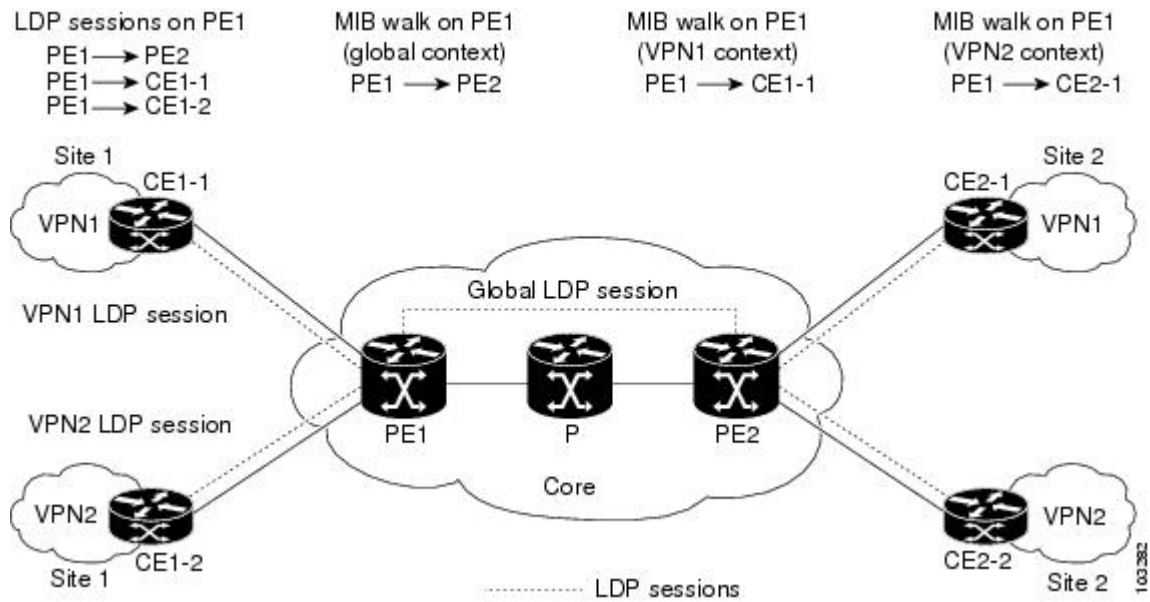 LDP sessions on PE1
PE1 → PE2
PE1 → CE1-1
PE1 → CE1-2
MIB walk on PE1
(global context)
PE1 → PE2
MIB walk on PE1
(VPN1 context)
PE1 → CE1-1
MIB walk on PE1
(VPN2 context)
PE1 → CE2-1
Site 1
CE1-1
VPN1
Site 2
CE2-1
VPN1
VPN1 LDP session
Global LDP session
VPN2 LDP session
PE1
P
PE2
Core
VPN2
CE1-2
Site 1
VPN2
CE2-2
Site 2
LDP sessions
103282